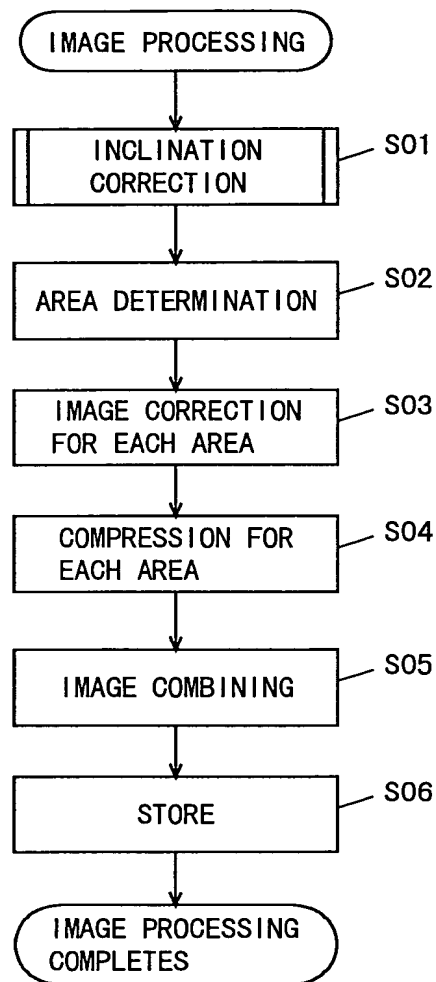 IMAGE PROCESSING
INCLINATION
CORRECTION
S01
AREA DETERMINATION
S02
IMAGE CORRECTION
FOR EACH AREA
S03
COMPRESSION FOR
EACH AREA
S04
IMAGE COMBINING
S05
STORE
S06
IMAGE PROCESSING
COMPLETES